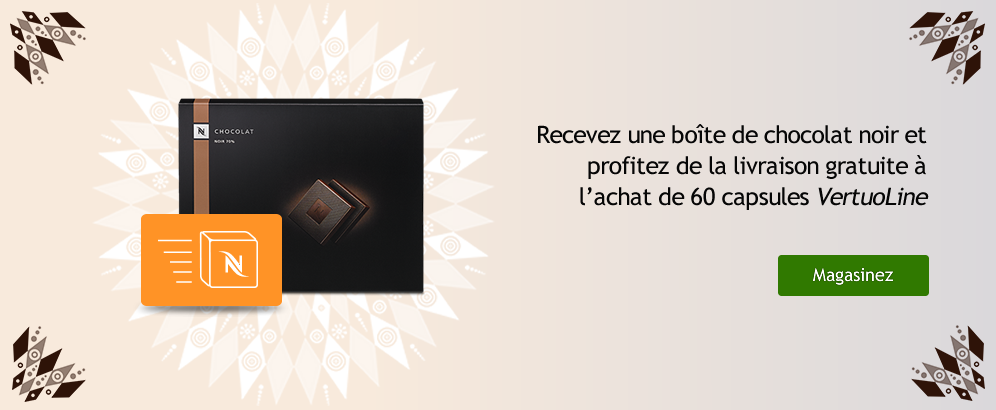 CHOCOLAT
NOIR 70%
Recevez une boîte de chocolat noir et
profitez de la livraison gratuite à
l’achat de 60 capsules VertuoLine
Magasinez